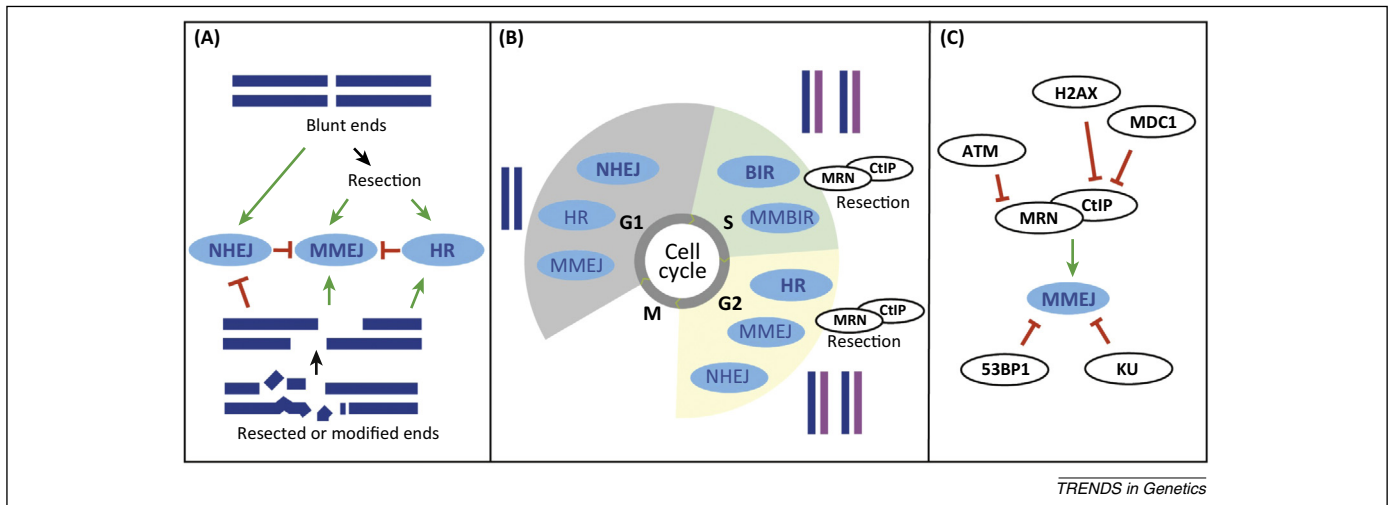 (A)
Blunt ends
Resection
NHEJ
MMEJ
HR
Resected or modified ends
(B)
NHEJ
HR
MMEJ
G1
S
G2
M
Cell
cycle
BIR
MMBIR
MRN
CtIP
Resection
HR
MMEJ
NHEJ
MRN
CtIP
Resection
(C)
H2AX
MDC1
ATM
MRN
CtIP
MMEJ
53BP1
KU
TRENDS in Genetics